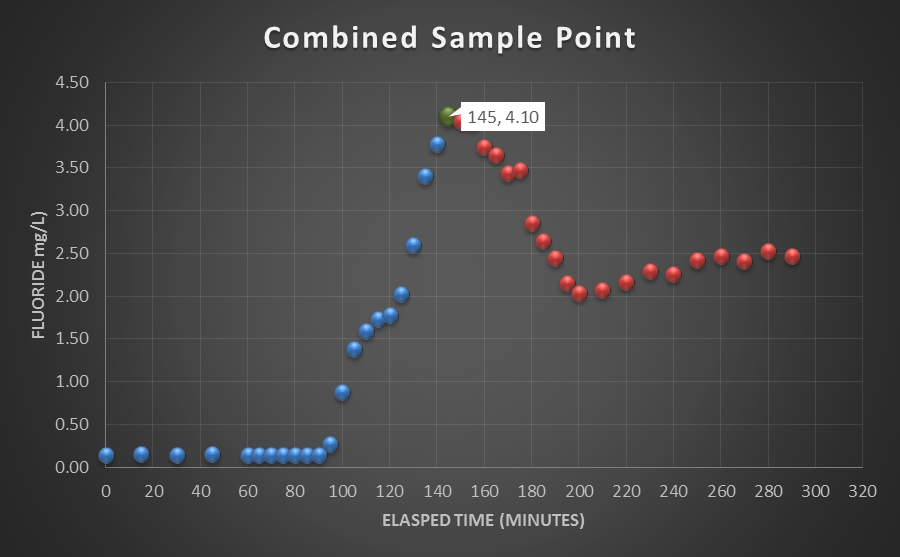 Combined Sample Point
4.50
4.00
3.50
3.00
2.50
2.00
1.50
1.00
0.50
0.00
FLUORIDE mg/L)
145, 4.10
0 20 40 60 80 100 120 140 160 180 200 220 240 260 280 300 320
ELASPED TIME (MINUTES)